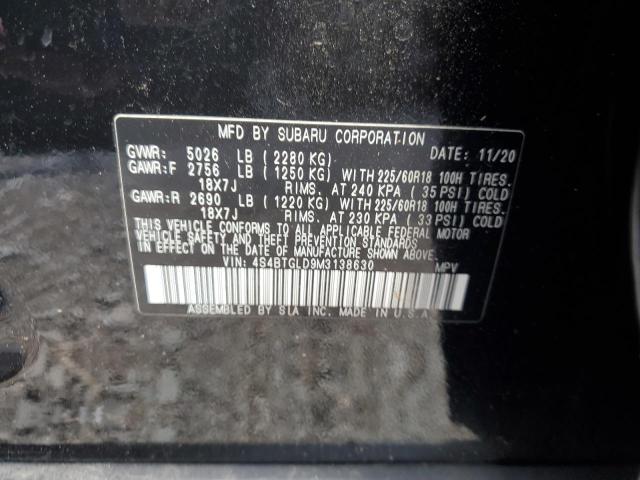 MFD BY SUBARU CORPORATION
GVWR: 5026 LB ( 2280 KG) DATE: 11/20
GAWR:F 2756 LB ( 1250 KG) WITH 225/60R18 100H TIRES.
18X7J RIMS. AT 240 KPA ( 35 PSI) COLD
GAWR:R 2690 LB ( 1220 KG) WITH 225/60R18 100H TIRES.
18X7J RIMS. AT 230 KPA ( 33 PSI) COLD
THIS VEHICLE CONFORMS TO ALL APPLICABLE FEDERAL MOTOR
VEHICLE SAFETY AND THEFT PREVENTION STANDARDS
IN EFFECT ON THE DATE OF MANUFACTURE SHOWN ABOVE.
VIN: 4S4BTGLD9M3138630 MPV
ASSEMBLED BY SIA INC. MADE IN U.S.A